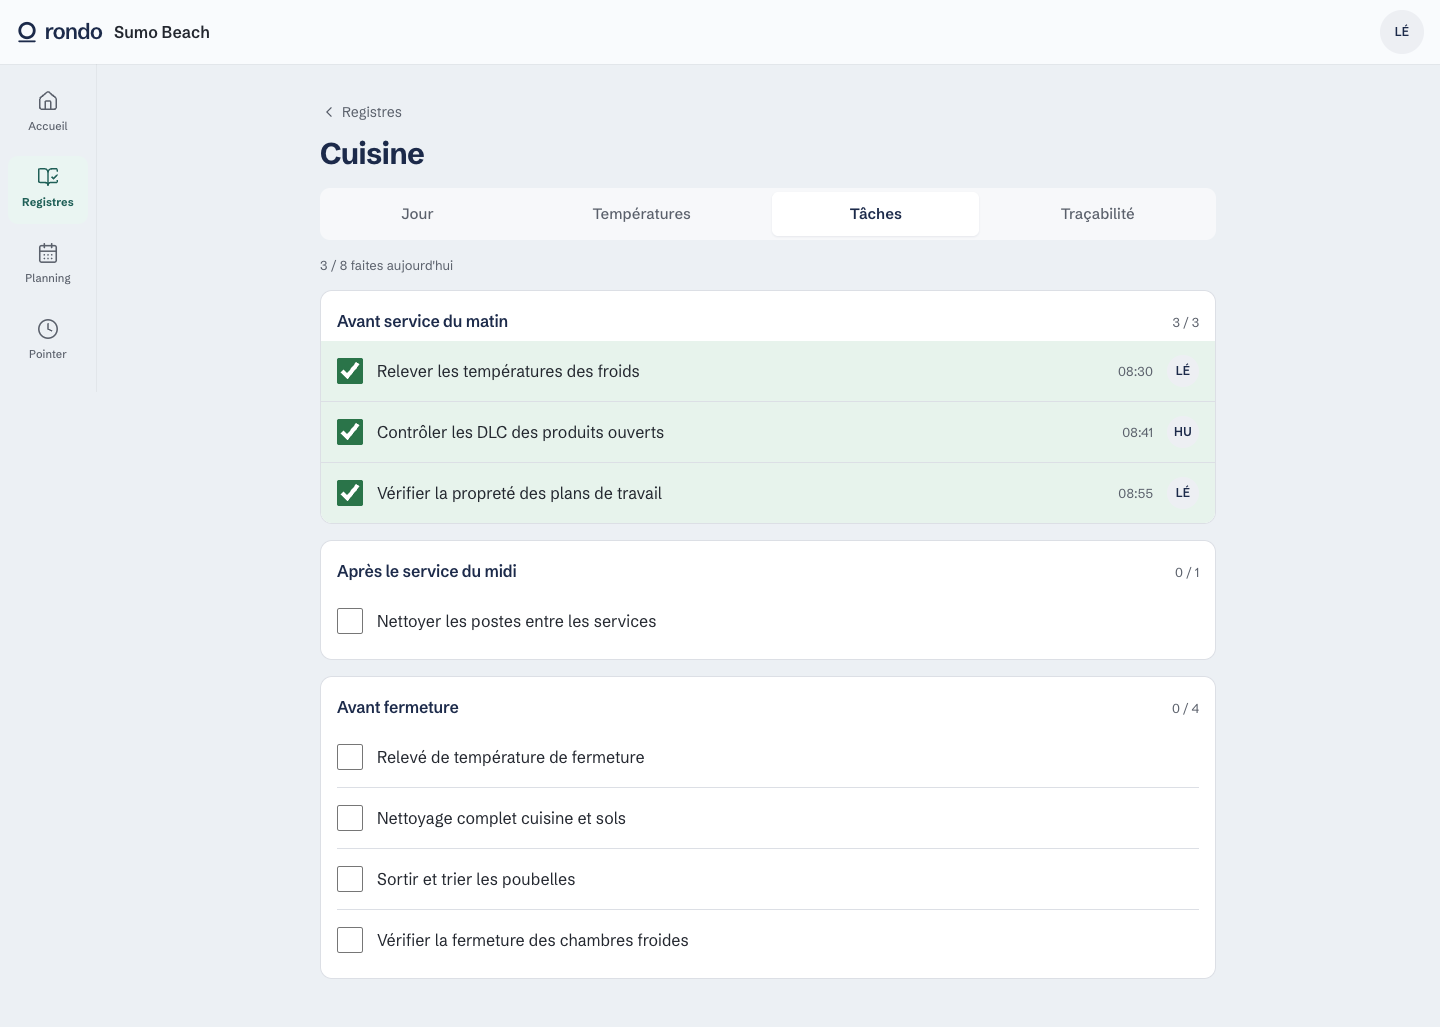 rondo Sumo Beach
LÉ
Accueil
Registres
Planning
Pointer
Registres
Cuisine
Jour
Températures
Tâches
Traçabilité
3 / 8 faites aujourd'hui
Avant service du matin
3 / 3
Relever les températures des froids
08:30
LÉ
Contrôler les DLC des produits ouverts
08:41
HU
Vérifier la propreté des plans de travail
08:55
LÉ
Après le service du midi
0 / 1
Nettoyer les postes entre les services
Avant fermeture
0 / 4
Relevé de température de fermeture
Nettoyage complet cuisine et sols
Sortir et trier les poubelles
Vérifier la fermeture des chambres froides